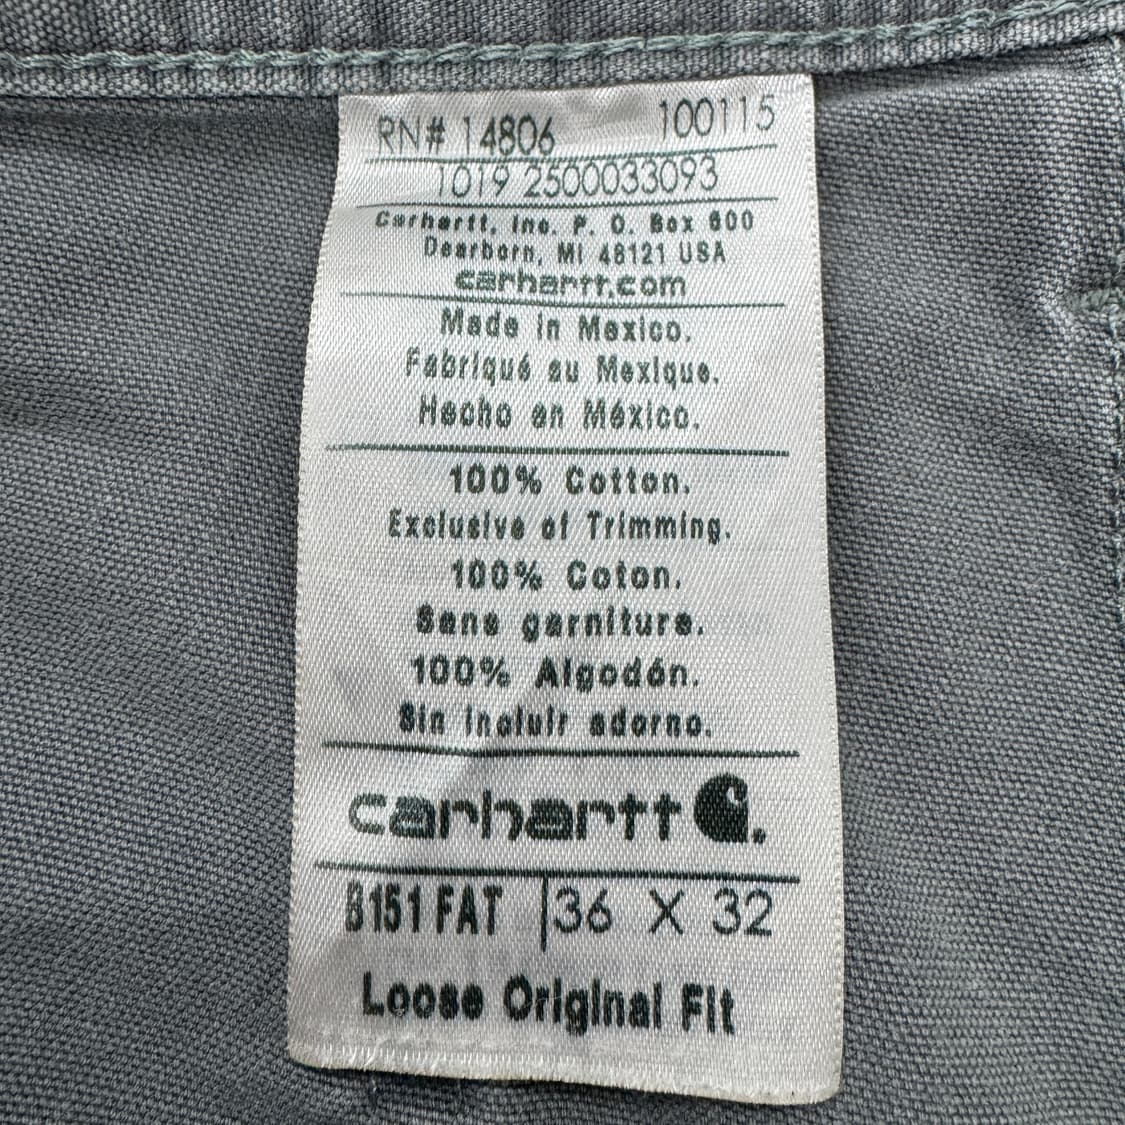 RN# 14806 100115
1019 2500033093
Carhartt, Inc. P. O. Box 600
Dearborn, MI 48121 USA
carhartt.com
Made in Mexico.
Fabriqué au Mexique.
Hecho en México.
100% Cotton.
Exclusive of Trimming.
100% Coton.
Sans garniture.
100% Algodón.
Sin incluir adorno.
carhartt
B151 FAT | 36 X 32
Loose Original Fit